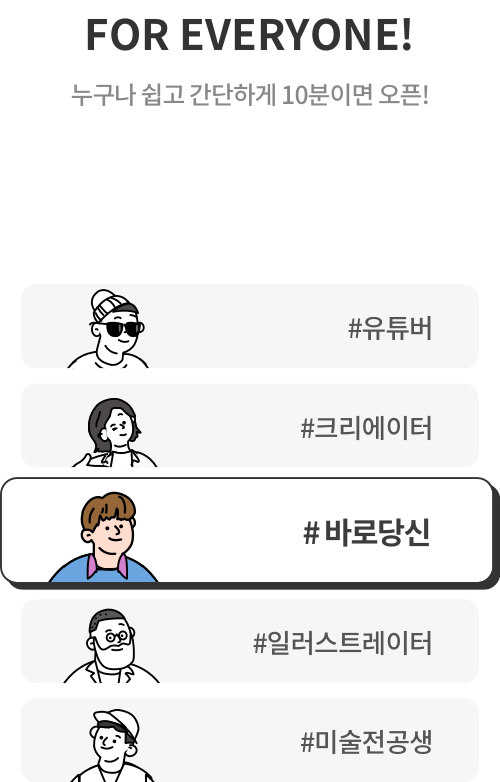 FOR EVERYONE!
누구나 쉽고 간단하게 10분이면 오픈!
#유튜버
#크리에이터
# 바로당신
#일러스트레이터
#미술전공생